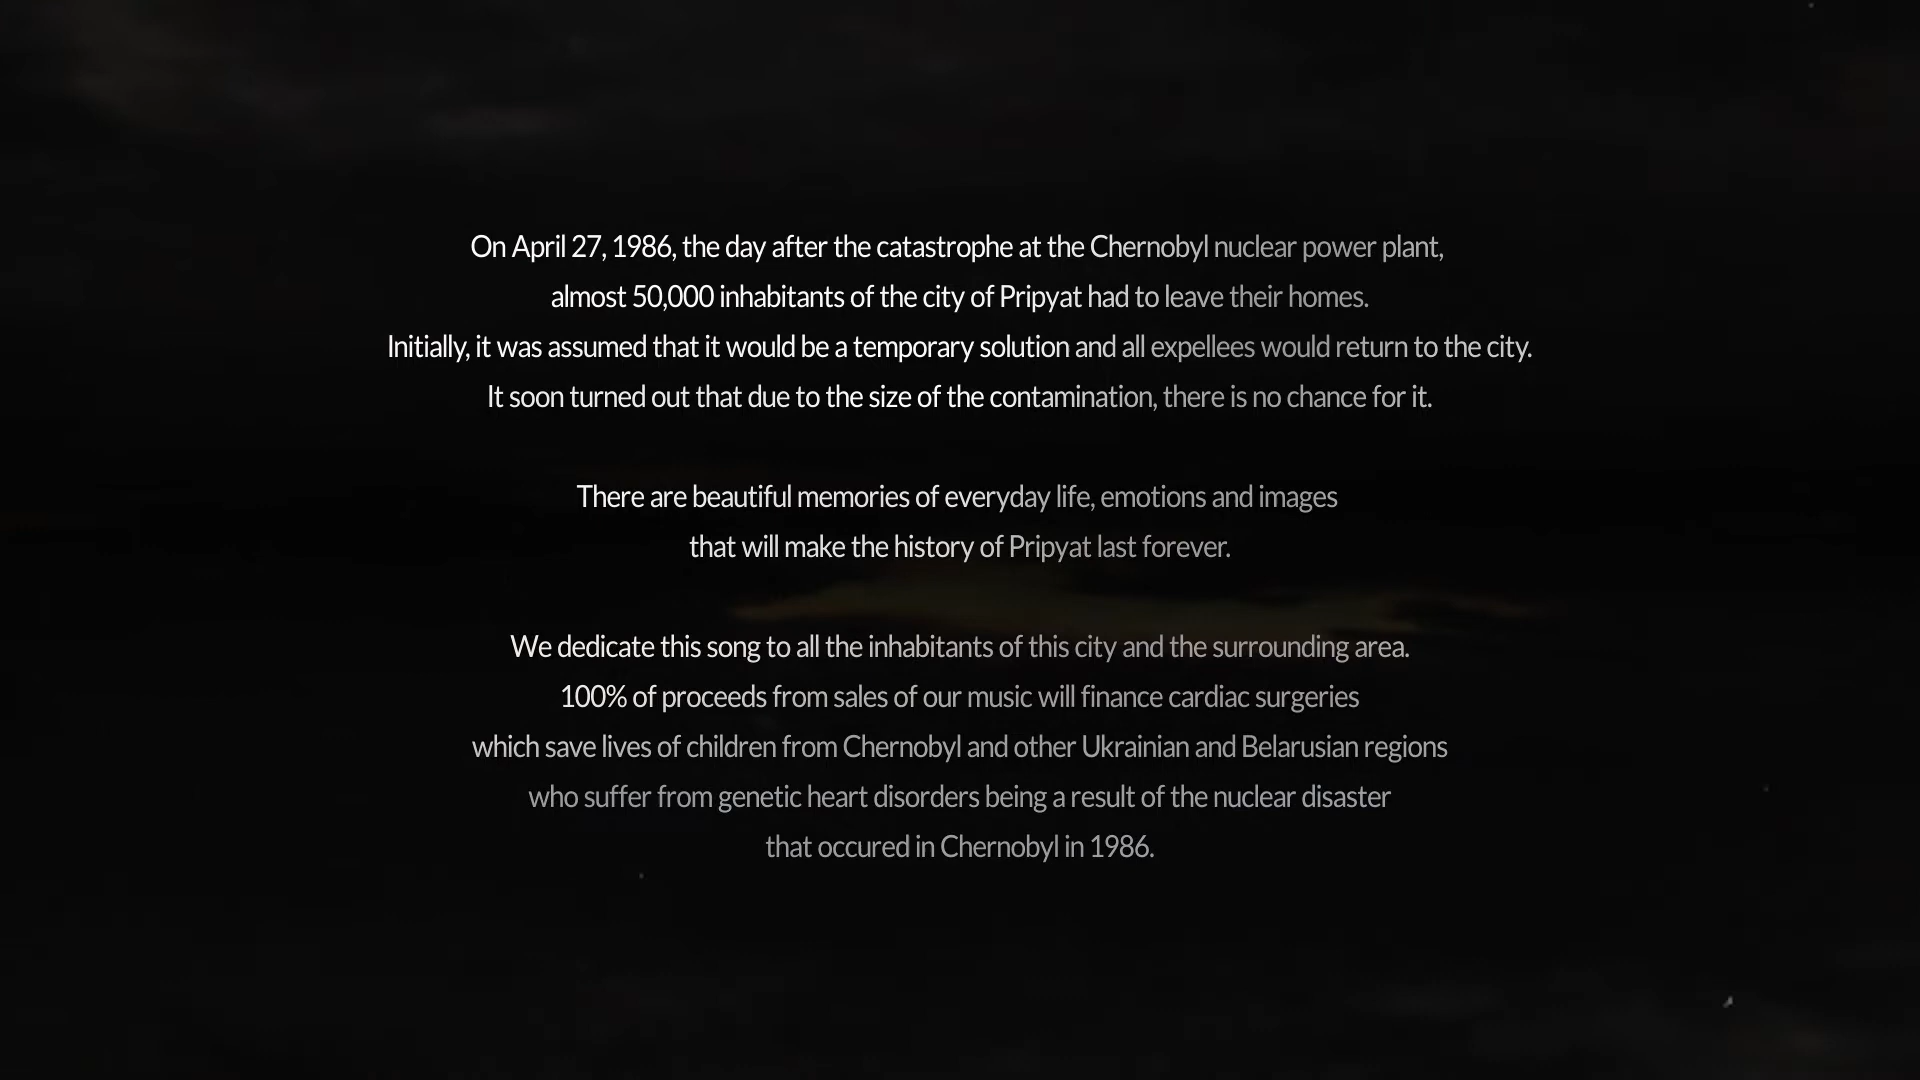 On April 27, 1986, the day after the catastrophe at the Chernobyl nuclear power plant,
almost 50,000 inhabitants of the city of Pripyat had to leave their homes.
Initially, it was assumed that it would be a temporary solution and all expellees would return to the city.
It soon turned out that due to the size of the contamination, there is no chance for it.
There are beautiful memories of everyday life, emotions and images
that will make the history of Pripyat last forever.
We dedicate this song to all the inhabitants of this city and the surrounding area.
100% of proceeds from sales of our music will finance cardiac surgeries
which save lives of children from Chernobyl and other Ukrainian and Belarusian regions
who suffer from genetic heart disorders being a result of the nuclear disaster
that occured in Chernobyl in 1986.